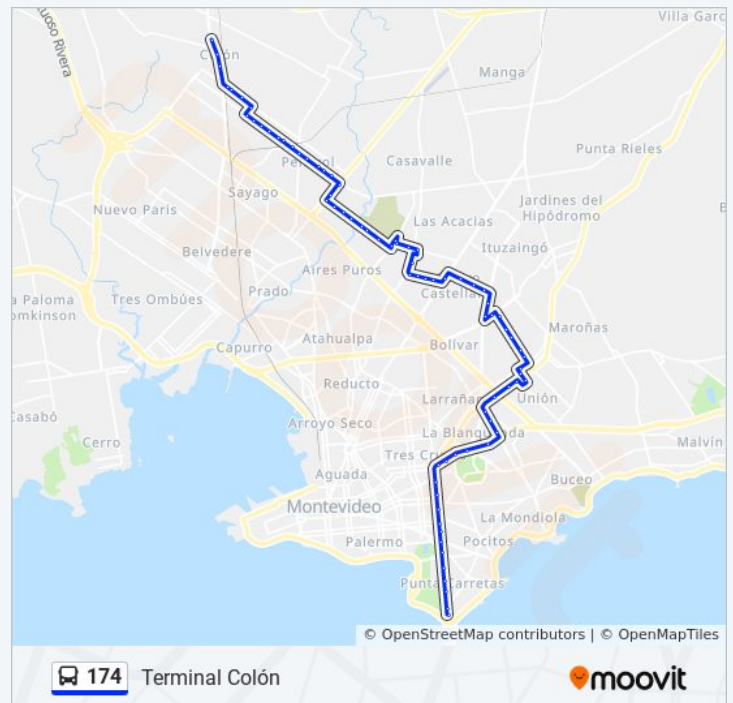 Villa Garc
Colón
Manga
Punta Rieles
Peñarol
Casavalle
Sayago
Jardines del
Hipódromo
Nuevo Paris
Las Acacias
Ituzaingó
Belvedere
Aires Puros
Prado
Castellan
a Paloma
omkinson
Tres Ombúes
Maroñas
Atahualpa
Bolívar
Capurro
Reducto
Larrañaga
Unión
Casabó
Arroyo Seco
La Blanqueada
Cerro
Tres Cruces
Malvín
Aguada
Buceo
Montevideo
La Mondiola
Palermo
Pocitos
Punta Carretas
© OpenStreetMap contributors | © OpenMapTiles
174 Terminal Colón
moovit